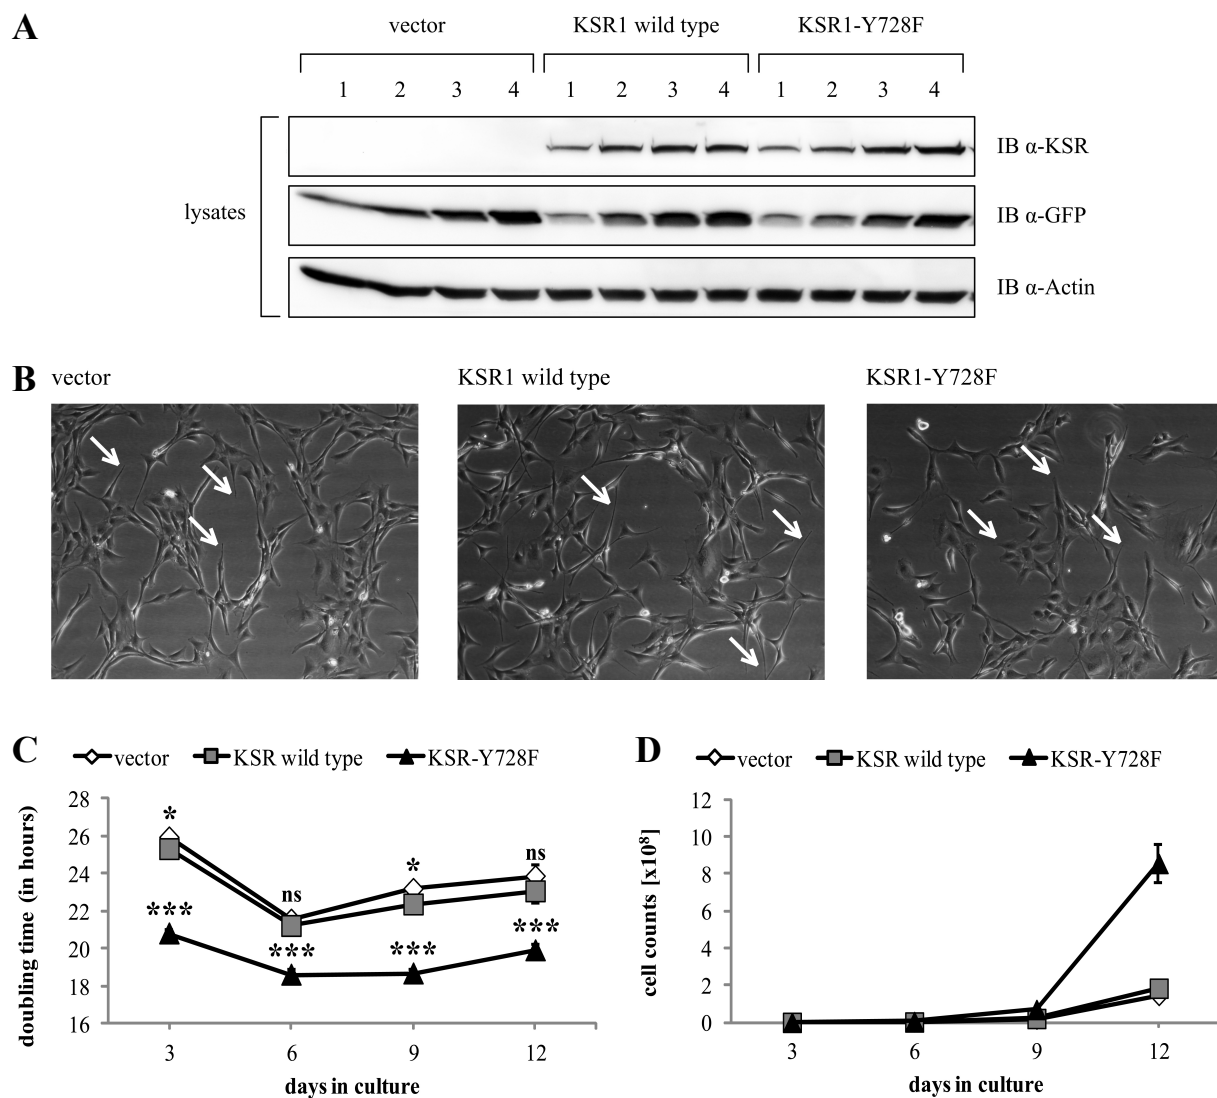 A
vector KSR1 wild type KSR1-Y728F
1 2 3 4 1 2 3 4 1 2 3 4
IB α-KSR
lysates IB α-GFP
IB α-Actin
B vector KSR1 wild type KSR1-Y728F
C vector KSR wild type KSR-Y728F
doubling time (in hours)
28
26
24
22
20
18
16
* ns * ns
*** *** *** ***
3 6 9 12
days in culture
D vector KSR wild type KSR-Y728F
cell counts [x10⁸]
12
10
8
6
4
2
0
3 6 9 12
days in culture